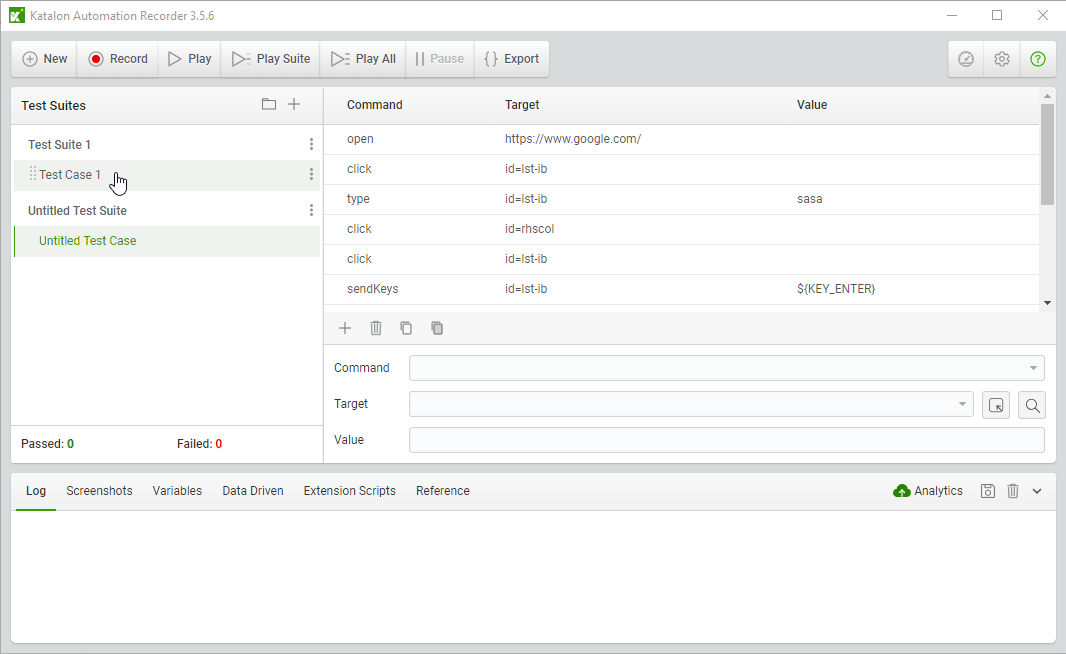 Katalon Automation Recorder 3.5.6
New Record Play Play Suite Play All Pause { } Export
Test Suites
Test Suite 1
Test Case 1
Untitled Test Suite
Untitled Test Case
Passed: 0 Failed: 0
Command Target Value
open https://www.google.com/
click id=lst-ib
type id=lst-ib sasa
click id=rhscol
click id=lst-ib
sendKeys id=lst-ib ${KEY_ENTER}
Command
Target
Value
Log Screenshots Variables Data Driven Extension Scripts Reference Analytics